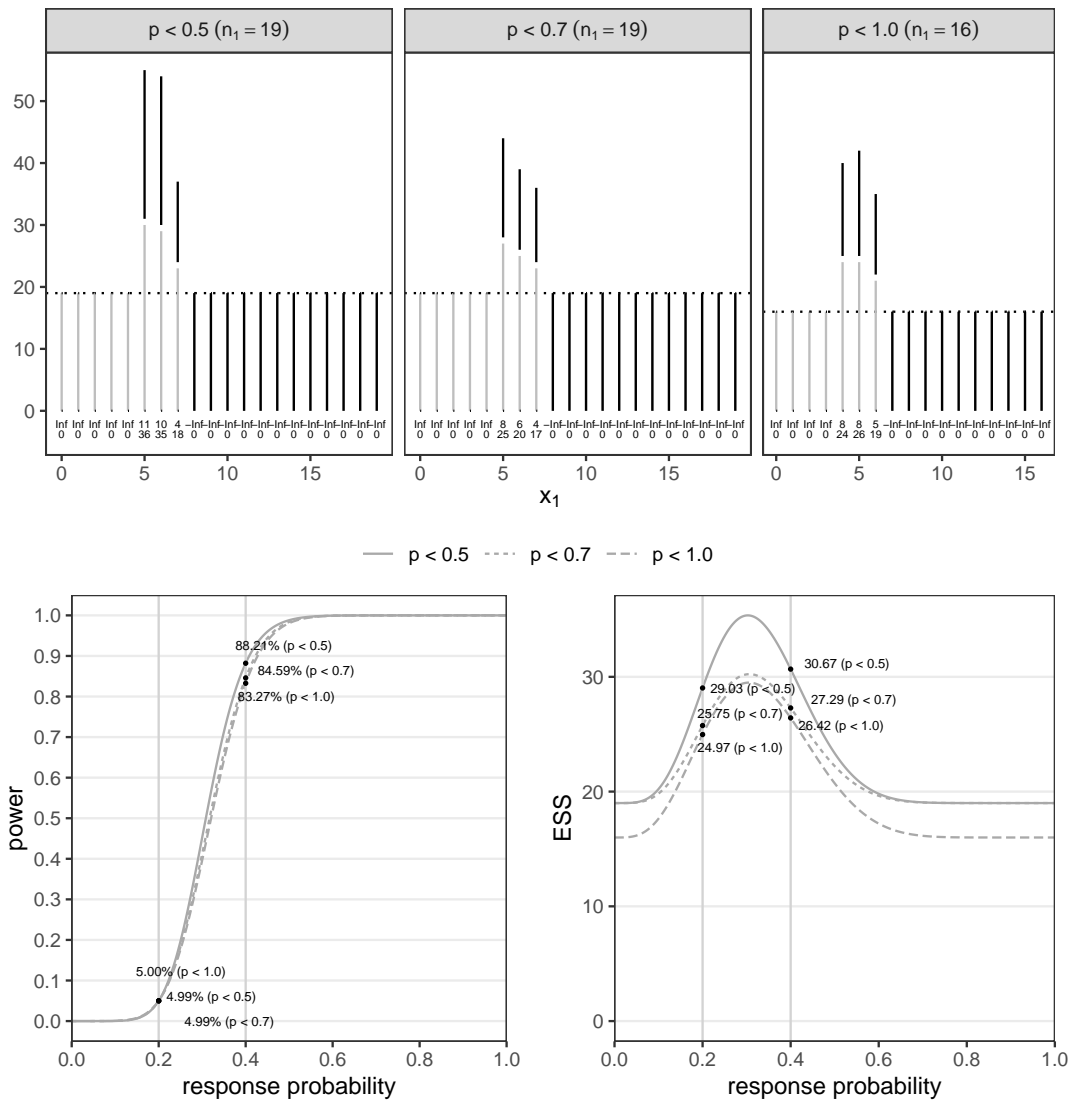 p < 0.5 (n₁ = 19)
p < 0.7 (n₁ = 19)
p < 1.0 (n₁ = 16)
50
40
30
20
10
0
Inf Inf Inf Inf Inf 11 10 4 −Inf−Inf−Inf−Inf−Inf−Inf−Inf−Inf−Inf−Inf−Inf−Inf
0 0 0 0 0 36 35 18 0 0 0 0 0 0 0 0 0 0 0 0
Inf Inf Inf Inf Inf 8 6 4 −Inf−Inf−Inf−Inf−Inf−Inf−Inf−Inf−Inf−Inf−Inf−Inf
0 0 0 0 0 25 20 17 0 0 0 0 0 0 0 0 0 0 0 0
Inf Inf Inf Inf 8 8 5 −Inf−Inf−Inf−Inf−Inf−Inf−Inf−Inf−Inf−Inf
0 0 0 0 24 26 19 0 0 0 0 0 0 0 0 0 0
0 5 10 15
0 5 10 15
0 5 10 15
x₁
p < 0.5 p < 0.7 p < 1.0
power
1.0
0.9
0.8
0.7
0.6
0.5
0.4
0.3
0.2
0.1
0.0
88.21% (p < 0.5)
84.59% (p < 0.7)
83.27% (p < 1.0)
5.00% (p < 1.0)
4.99% (p < 0.5)
4.99% (p < 0.7)
0.0 0.2 0.4 0.6 0.8 1.0
response probability
ESS
30
20
10
0
30.67 (p < 0.5)
29.03 (p < 0.5)
27.29 (p < 0.7)
25.75 (p < 0.7)
26.42 (p < 1.0)
24.97 (p < 1.0)
0.0 0.2 0.4 0.6 0.8 1.0
response probability